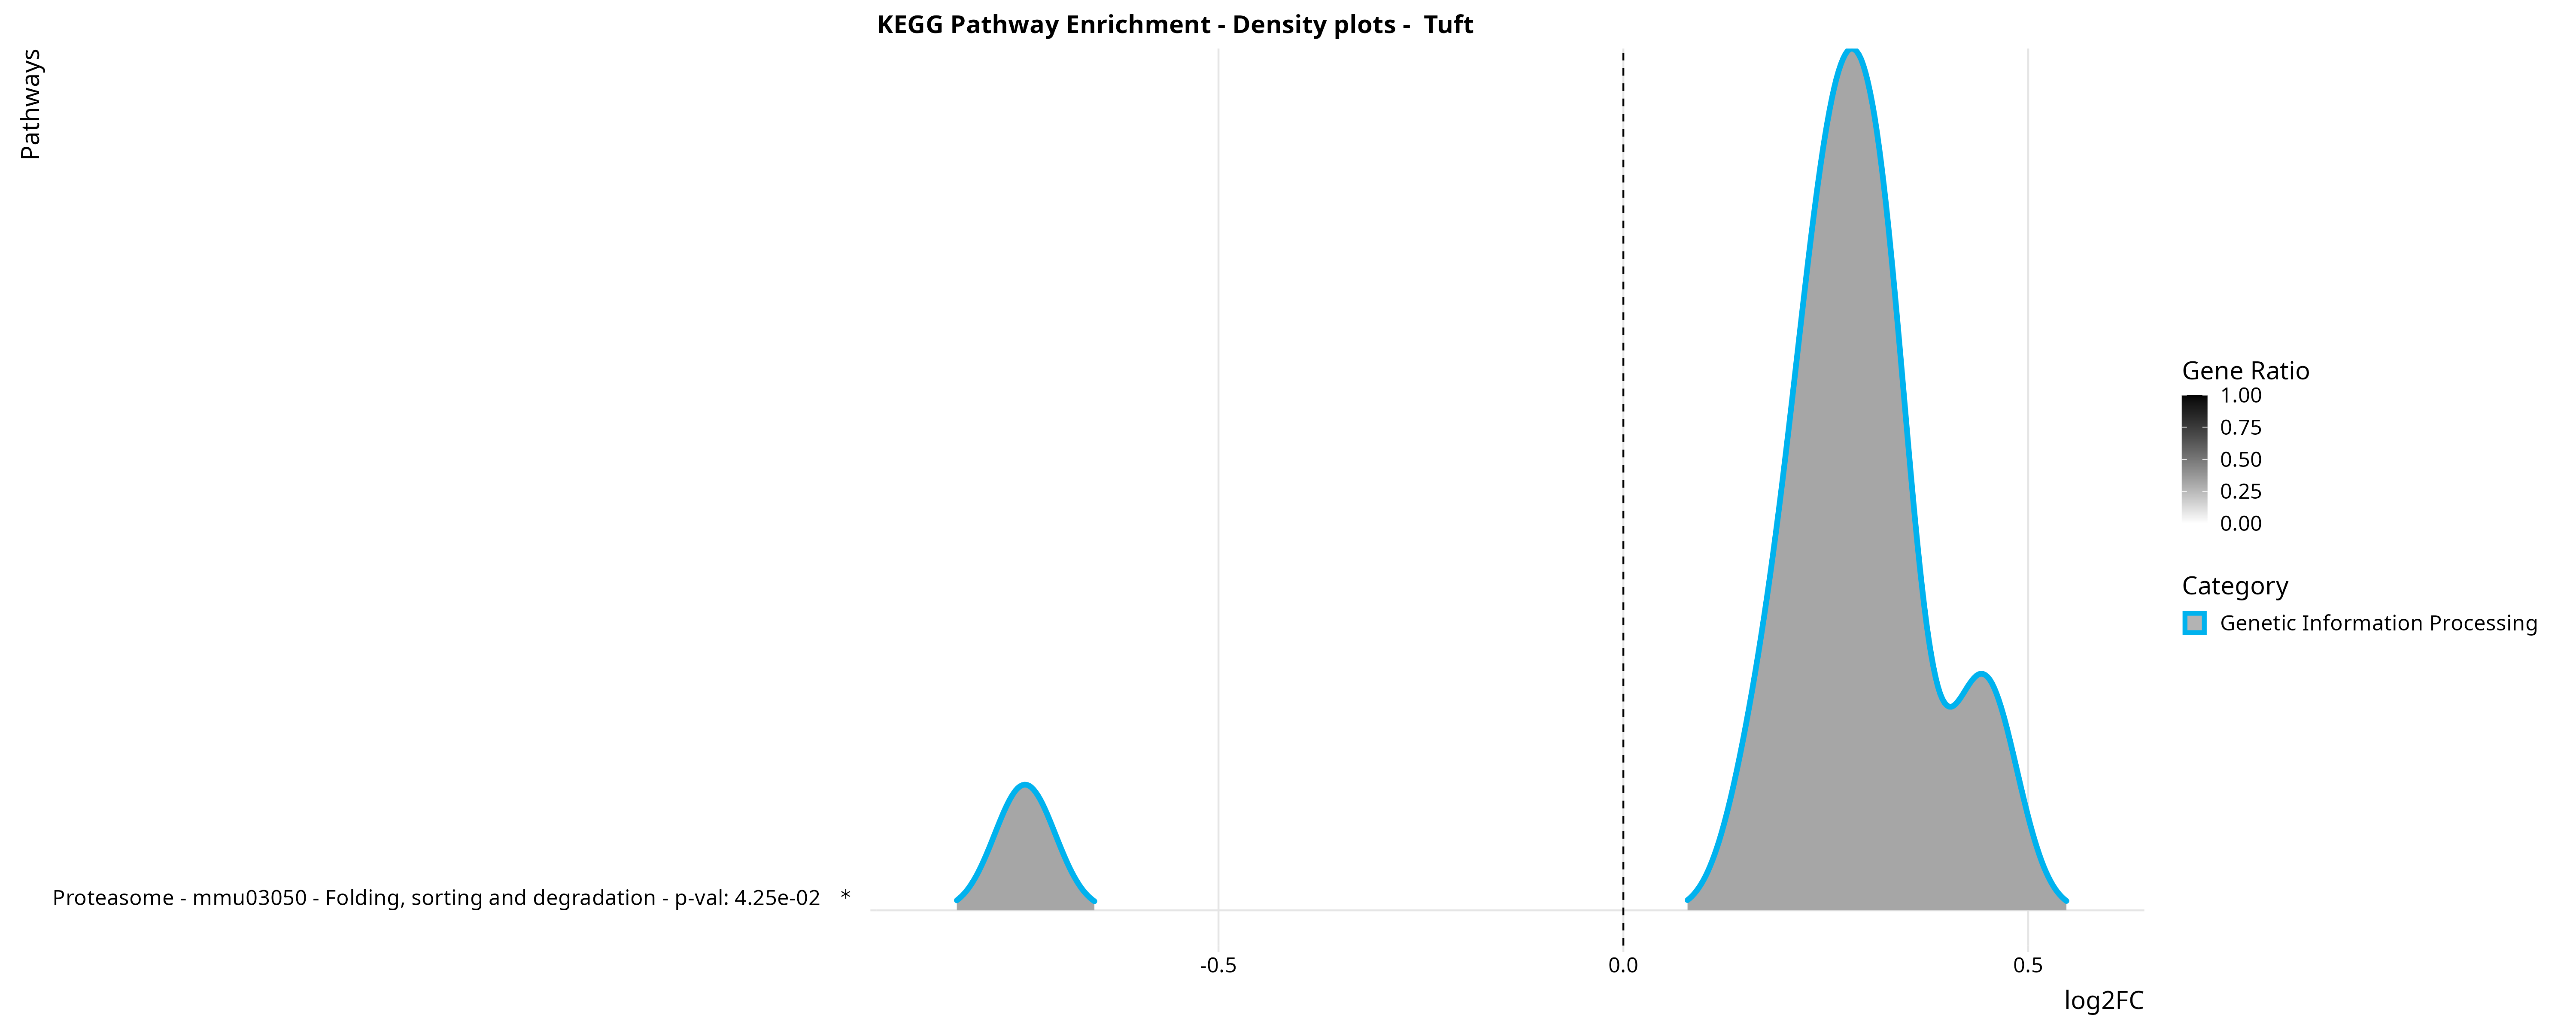 KEGG Pathway Enrichment - Density plots -  Tuft
Pathways
Proteasome - mmu03050 - Folding, sorting and degradation - p-val: 4.25e-02   *
-0.5
0.0
0.5
log2FC
Gene Ratio
1.00
0.75
0.50
0.25
0.00
Category
Genetic Information Processing